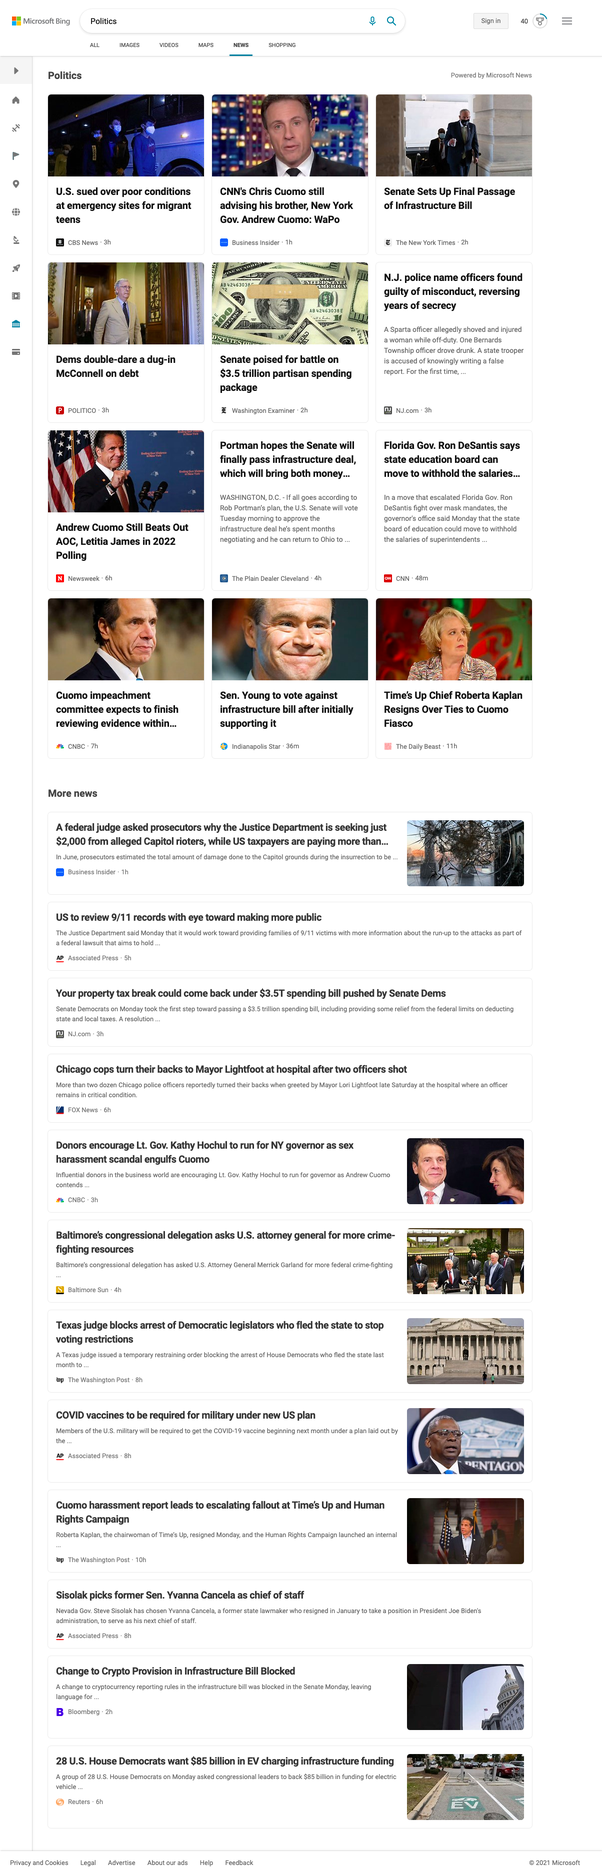 Microsoft Bing
Politics
Sign in
40
ALL
IMAGES
VIDEOS
MAPS
NEWS
SHOPPING
Politics
Powered by Microsoft News
U.S. sued over poor conditions
at emergency sites for migrant
teens
CBS News · 3h
CNN's Chris Cuomo still
advising his brother, New York
Gov. Andrew Cuomo: WaPo
Business Insider · 1h
Senate Sets Up Final Passage
of Infrastructure Bill
The New York Times · 2h
Dems double-dare a dug-in
McConnell on debt
POLITICO · 3h
Senate poised for battle on
$3.5 trillion partisan spending
package
Washington Examiner · 2h
N.J. police name officers found
guilty of misconduct, reversing
years of secrecy
A Sparta officer allegedly shoved and injured
a woman while off-duty. One Bernards
Township officer drove drunk. A state trooper
is accused of knowingly writing a false
report. For the first time, ...
NJ.com · 3h
Andrew Cuomo Still Beats Out
AOC, Letitia James in 2022
Polling
Newsweek · 6h
Portman hopes the Senate will
finally pass infrastructure deal,
which will bring both money...
WASHINGTON, D.C. - If all goes according to
Rob Portman's plan, the U.S. Senate will vote
Tuesday morning to approve the
infrastructure deal he's spent months
negotiating and he can return to Ohio to ...
The Plain Dealer Cleveland · 4h
Florida Gov. Ron DeSantis says
state education board can
move to withhold the salaries...
In a move that escalated Florida Gov. Ron
DeSantis fight over mask mandates, the
governor's office said Monday that the state
board of education could move to withhold
the salaries of superintendents ...
CNN · 48m
Cuomo impeachment
committee expects to finish
reviewing evidence within...
CNBC · 7h
Sen. Young to vote against
infrastructure bill after initially
supporting it
Indianapolis Star · 36m
Time's Up Chief Roberta Kaplan
Resigns Over Ties to Cuomo
Fiasco
The Daily Beast · 11h
More news
A federal judge asked prosecutors why the Justice Department is seeking just
$2,000 from alleged Capitol rioters, while US taxpayers are paying more than...
In June, prosecutors estimated the total amount of damage done to the Capitol grounds during the insurrection to be ...
Business Insider · 1h
US to review 9/11 records with eye toward making more public
The Justice Department said Monday that it would work toward providing families of 9/11 victims with more information about the run-up to the attacks as part of
a federal lawsuit that aims to hold ...
AP Associated Press · 5h
Your property tax break could come back under $3.5T spending bill pushed by Senate Dems
Senate Democrats on Monday took the first step toward passing a $3.5 trillion spending bill, including providing some relief from the federal limits on deducting
state and local taxes. A resolution ...
NJ.com · 3h
Chicago cops turn their backs to Mayor Lightfoot at hospital after two officers shot
More than two dozen Chicago police officers reportedly turned their backs when greeted by Mayor Lori Lightfoot late Saturday at the hospital where an officer
remains in critical condition.
FOX News · 6h
Donors encourage Lt. Gov. Kathy Hochul to run for NY governor as sex
harassment scandal engulfs Cuomo
Influential donors in the business world are encouraging Lt. Gov. Kathy Hochul to run for governor as Andrew Cuomo
contends ...
CNBC · 3h
Baltimore's congressional delegation asks U.S. attorney general for more crime-
fighting resources
Baltimore's congressional delegation has asked U.S. Attorney General Merrick Garland for more federal crime-fighting
...
Baltimore Sun · 4h
Texas judge blocks arrest of Democratic legislators who fled the state to stop
voting restrictions
A Texas judge issued a temporary restraining order blocking the arrest of House Democrats who fled the state last
month to ...
wp The Washington Post · 8h
COVID vaccines to be required for military under new US plan
Members of the U.S. military will be required to get the COVID-19 vaccine beginning next month under a plan laid out by
the ...
AP Associated Press · 8h
PENTAGON
Cuomo harassment report leads to escalating fallout at Time's Up and Human
Rights Campaign
Roberta Kaplan, the chairwoman of Time's Up, resigned Monday, and the Human Rights Campaign launched an internal
...
wp The Washington Post · 10h
Sisolak picks former Sen. Yvanna Cancela as chief of staff
Nevada Gov. Steve Sisolak has chosen Yvanna Cancela, a former state lawmaker who resigned in January to take a position in President Joe Biden's
administration, to serve as his next chief of staff.
AP Associated Press · 8h
Change to Crypto Provision in Infrastructure Bill Blocked
A change to cryptocurrency reporting rules in the infrastructure bill was blocked in the Senate Monday, leaving
language for ...
B Bloomberg · 2h
28 U.S. House Democrats want $85 billion in EV charging infrastructure funding
A group of 28 U.S. House Democrats on Monday asked congressional leaders to back $85 billion in funding for electric
vehicle ...
Reuters · 6h
EV
Privacy and Cookies
Legal
Advertise
About our ads
Help
Feedback
© 2021 Microsoft